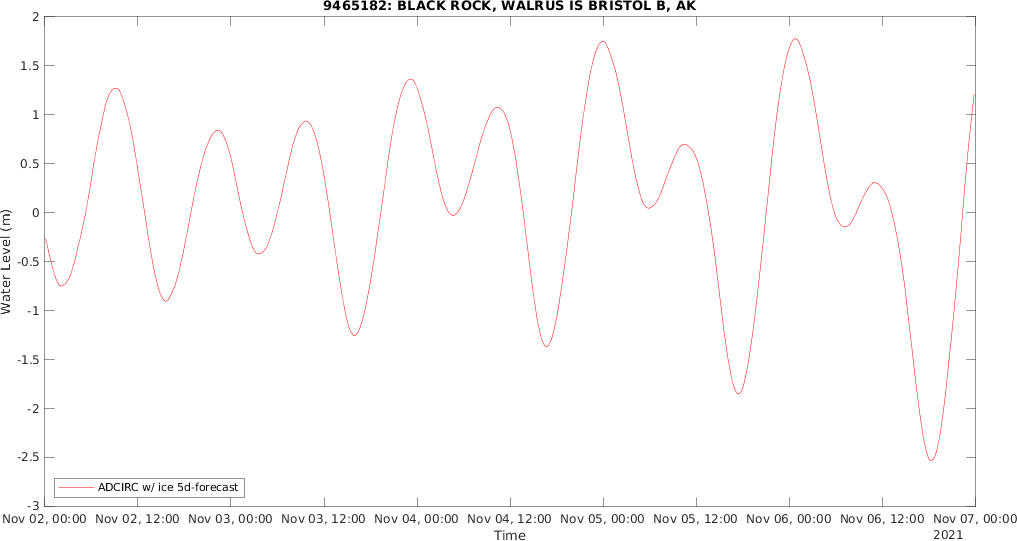 9465182: BLACK ROCK, WALRUS IS BRISTOL B, AK
2
1.5
1
0.5
0
-0.5
-1
-1.5
-2
-2.5
-3
Water Level (m)
ADCIRC w/ ice 5d-forecast
Nov 02, 00:00 Nov 02, 12:00 Nov 03, 00:00 Nov 03, 12:00 Nov 04, 00:00 Nov 04, 12:00 Nov 05, 00:00 Nov 05, 12:00 Nov 06, 00:00 Nov 06, 12:00 Nov 07, 00:00
Time
2021